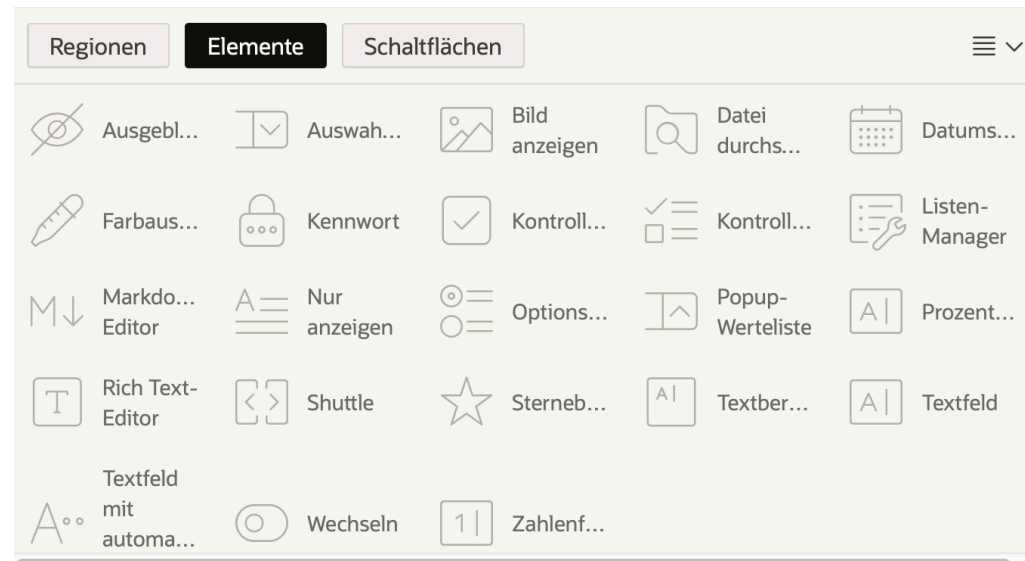 Regionen
Elemente
Schaltflächen
Ausgebl...
Auswah...
Bild
anzeigen
Datei
durchs...
Datums...
Farbaus...
Kennwort
Kontroll...
Kontroll...
Listen-
Manager
Markdo...
Editor
Nur
anzeigen
Options...
Popup-
Werteliste
Prozent...
Rich Text-
Editor
Shuttle
Sterneb...
Textber...
Textfeld
Textfeld
mit
automa...
Wechseln
Zahlenf...